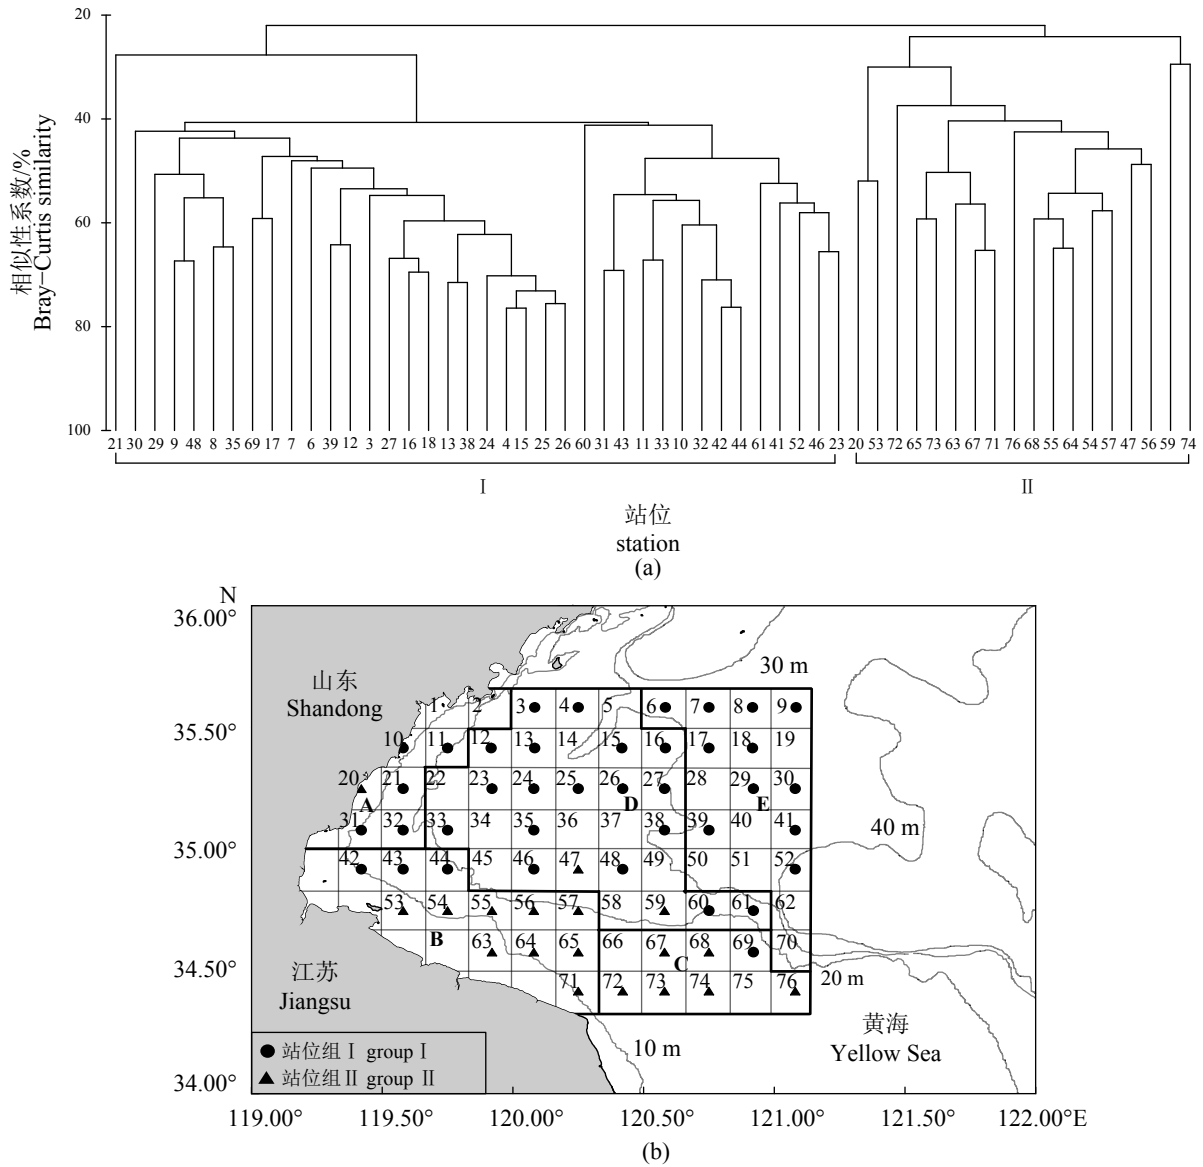 20
40
60
80
100
相似性系数/%
Bray−Curtis similarity
21 30 29 9 48 8 35 69 17 7 6 39 12 3 27 16 18 13 38 24 4 15 25 26 60 31 43 11 33 10 32 42 44 61 41 52 46 23 20 53 72 65 73 63 67 71 76 68 55 64 54 57 47 56 59 74
Ⅰ Ⅱ
站位
station
(a)
N
36.00°
35.50°
35.00°
34.50°
34.00°
山东
Shandong
30 m
1 2 3 4 5 6 7 8 9
10 11 12 13 14 15 16 17 18 19
20 21 22 23 24 25 26 27 28 29 30
A D E
31 32 33 34 35 36 37 38 39 40 41
40 m
42 43 44 45 46 47 48 49 50 51 52
53 54 55 56 57 58 59 60 61 62
B
63 64 65 66 67 68 69 70
C
江苏
Jiangsu
71 72 73 74 75 76
20 m
黄海
Yellow Sea
10 m
站位组Ⅰ group Ⅰ
站位组Ⅱ group Ⅱ
119.00° 119.50° 120.00° 120.50° 121.00° 121.50° 122.00°E
(b)